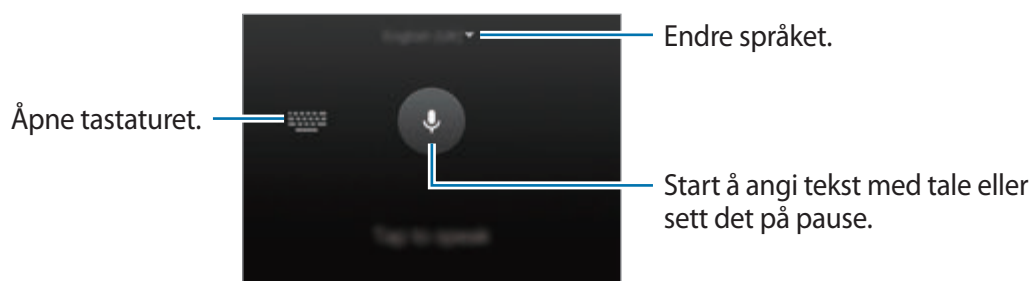 Endre språket.
Åpne tastaturet.
Start å angi tekst med tale eller
sett det på pause.